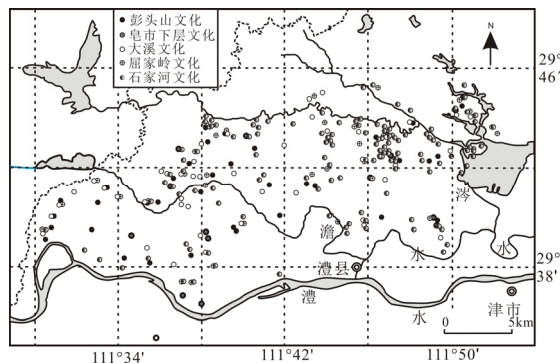 彭头山文化
皂市下层文化
大溪文化
屈家岭文化
石家河文化
N
29°
46'
涔
水
澹
水
澧县
29°
38'
澧
水
津市
0 5km
111°34'
111°42'
111°50'